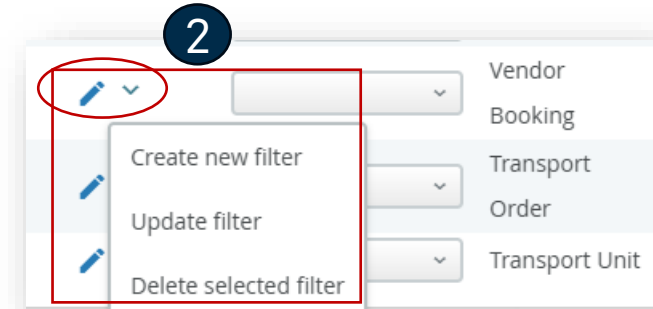 2
Vendor
Booking
Create new filter
Transport
Order
Update filter
Transport Unit
Delete selected filter